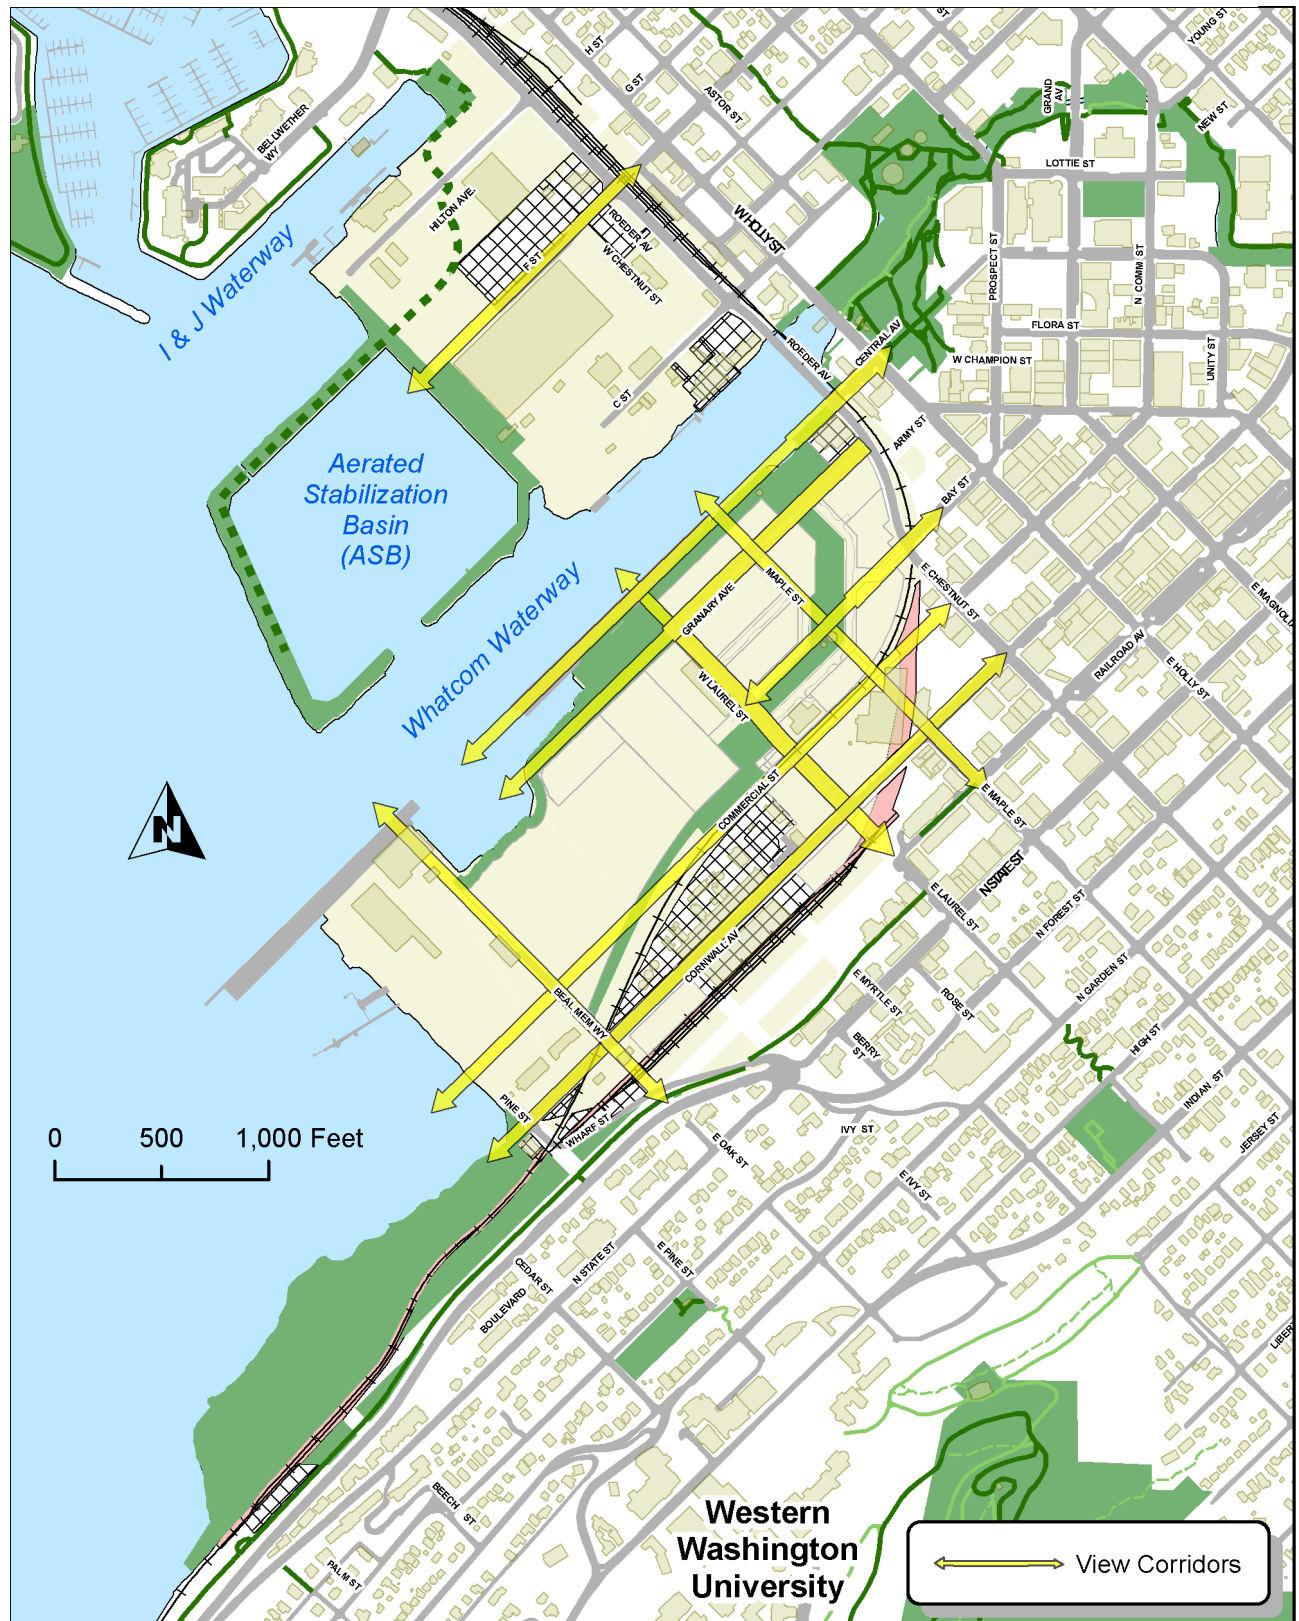 H ST
G ST
ASTOR ST
ST
YOUNG ST
GRAND
AV
NEW ST
BELLWETHER
WY
LOTTIE ST
HILTON AVE.
ROEDER AV
W CHESTNUT ST
F ST
W HOLLY ST
PROSPECT ST
N COMM ST
I & J Waterway
FLORA ST
CENTRAL AV
ROEDER AV
W CHAMPION ST
UNITY ST
C ST
ARMY ST
Aerated
Stabilization
Basin
(ASB)
BAY ST
E CHESTNUT ST
E MAGNOLI
MAPLE ST
GRANARY AVE
RAILROAD AV
E HOLLY ST
Whatcom Waterway
W LAUREL ST
COMMERCIAL ST
E MAPLE ST
N
N STATE ST
E LAUREL ST
N FOREST ST
CORNWALL AV
N GARDEN ST
E MYRTLE ST
ROSE ST
BEAL MEM WY
BERRY
ST
HIGH ST
INDIAN ST
PINE ST
WHARF ST
IVY ST
JERSEY ST
0 500 1,000 Feet
E OAK ST
E IVY ST
E PINE ST
N STATE ST
CEDAR ST
BOULEVARD
LIBER
BEECH ST
PALM ST
Western
Washington
University
View Corridors